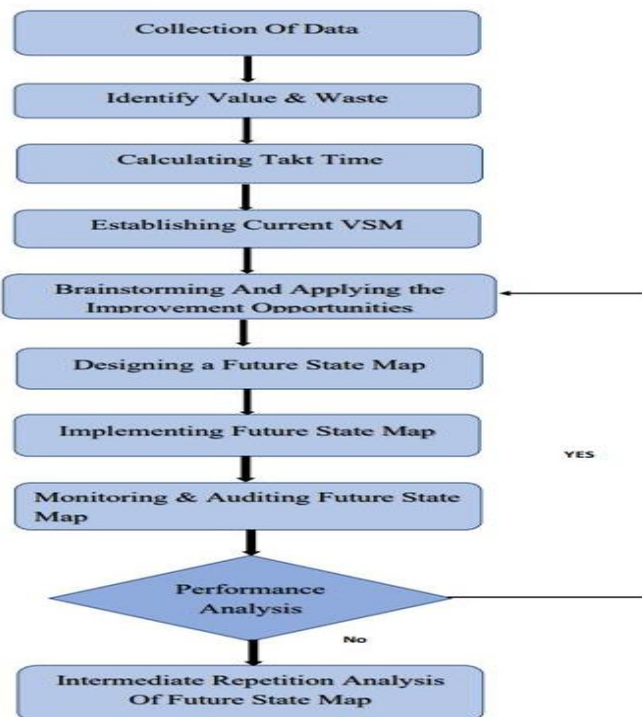 Collection Of Data
Identify Value & Waste
Calculating Takt Time
Establishing Current VSM
Brainstorming And Applying the
Improvement Opportunities
Designing a Future State Map
Implementing Future State Map
YES
Monitoring & Auditing Future State
Map
Performance
Analysis
No
Intermediate Repetition Analysis
Of Future State Map